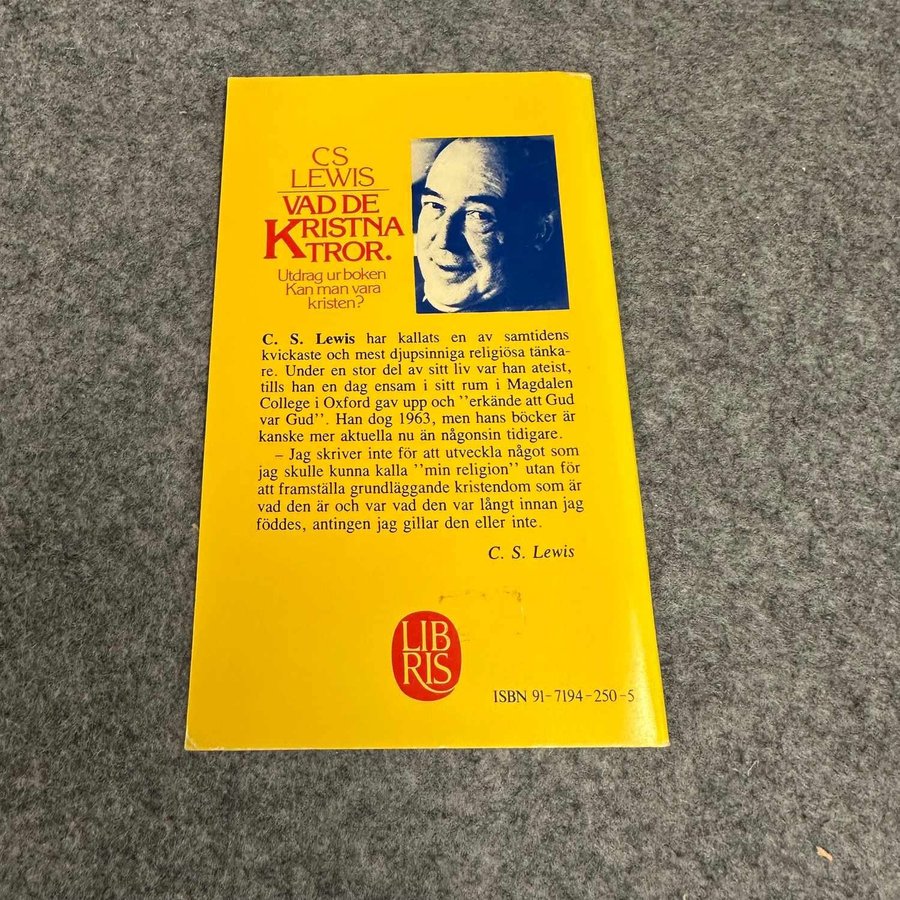 CS
LEWIS
VAD DE
KRISTNA
TROR.
Utdrag ur boken
Kan man vara
kristen?
C. S. Lewis har kallats en av samtidens
kvickaste och mest djupsinniga religiösa tänka-
re. Under en stor del av sitt liv var han ateist,
tills han en dag ensam i sitt rum i Magdalen
College i Oxford gav upp och ''erkände att Gud
var Gud''. Han dog 1963, men hans böcker är
kanske mer aktuella nu än någonsin tidigare.
– Jag skriver inte för att utveckla något som
jag skulle kunna kalla ''min religion'' utan för
att framställa grundläggande kristendom som är
vad den är och var vad den var långt innan jag
föddes, antingen jag gillar den eller inte.
C. S. Lewis
LIB
RIS
ISBN 91-7194-250-5